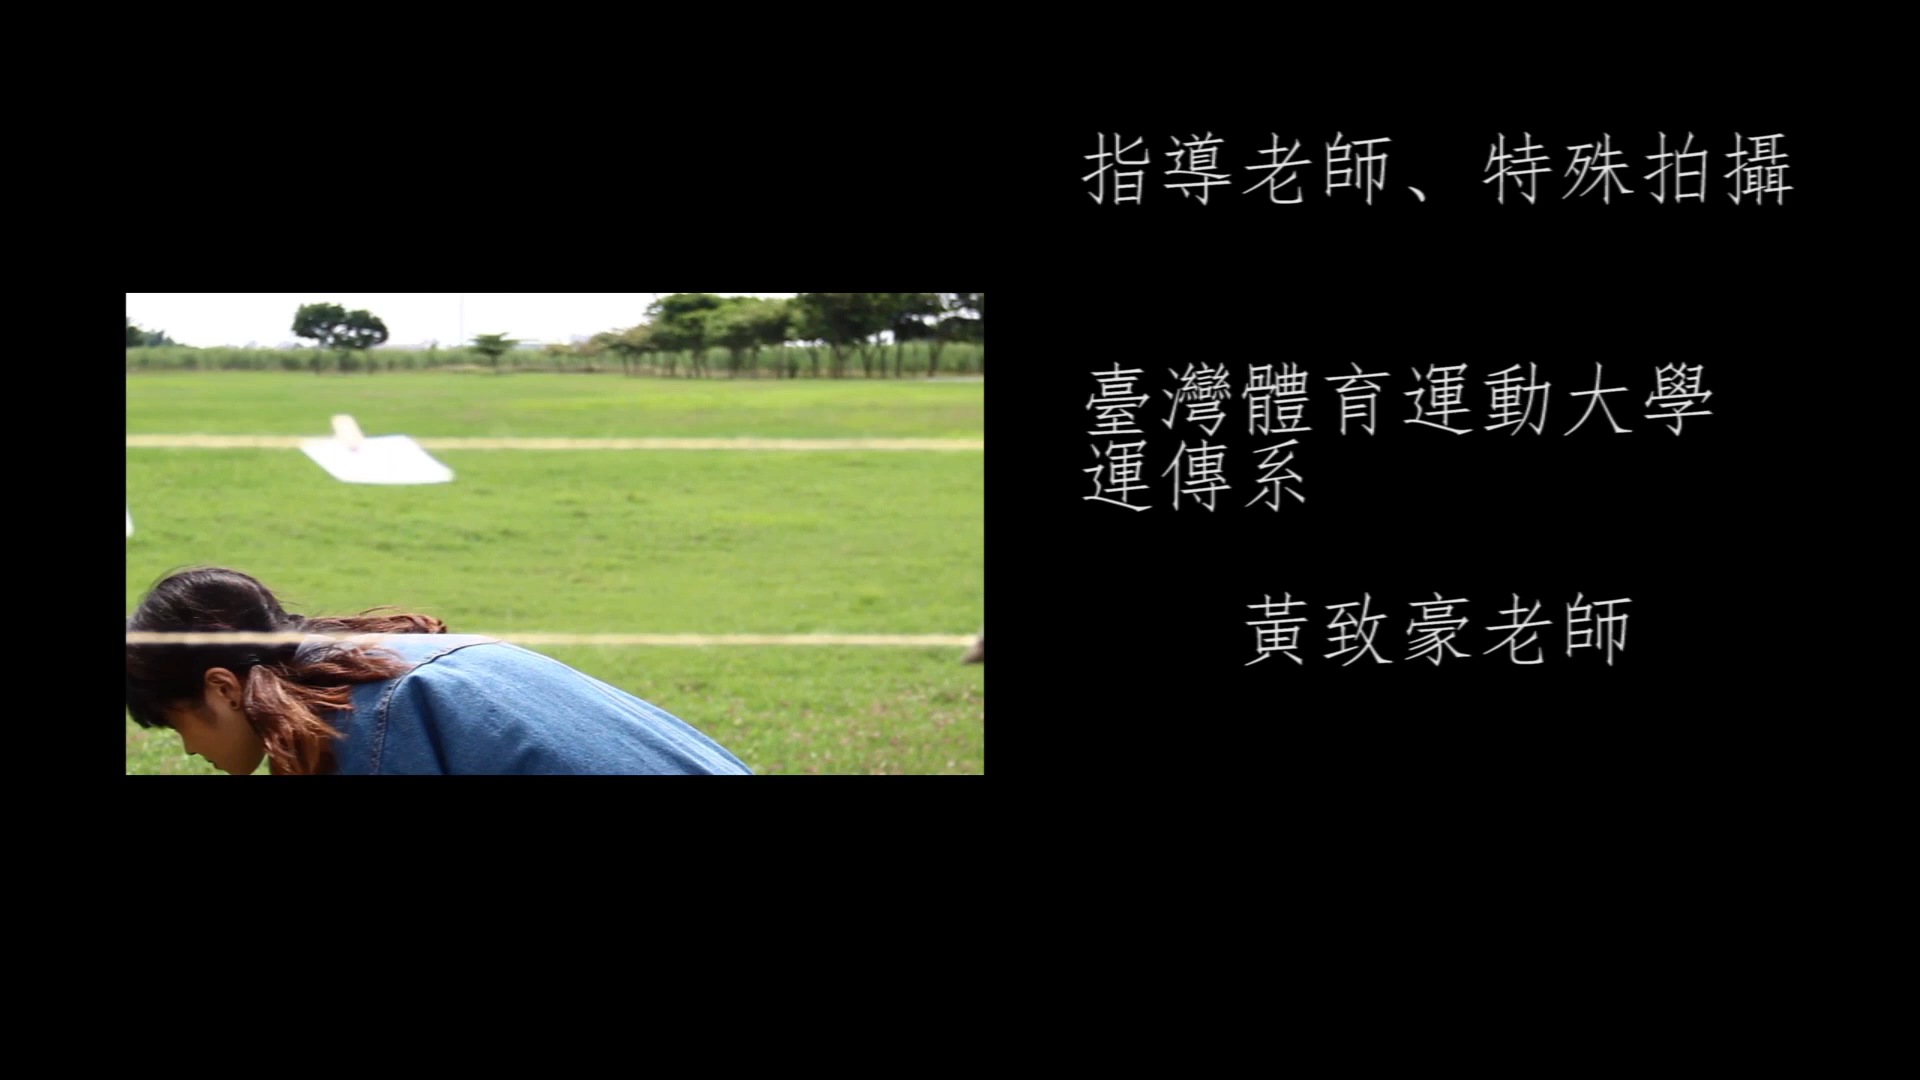 指導老師、特殊拍攝
臺灣體育運動大學
運傳系
黃致豪老師